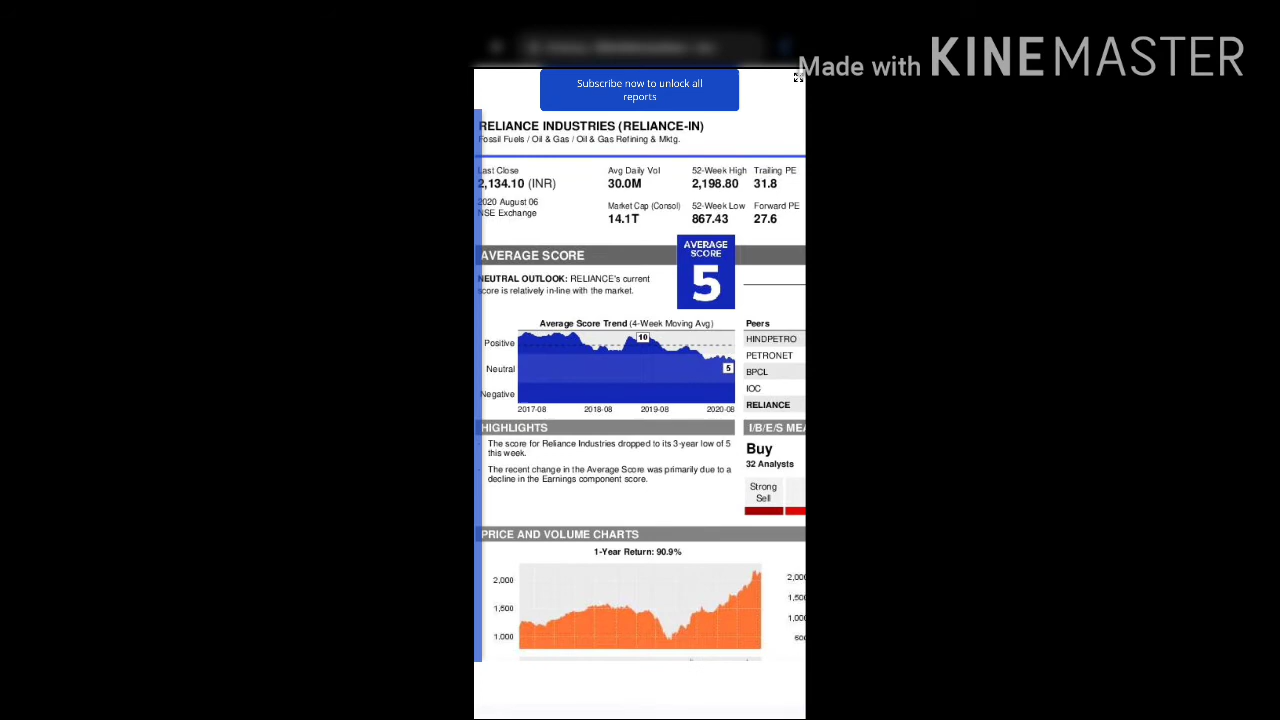 Made with KINEMASTER
Subscribe now to unlock all
reports
RELIANCE INDUSTRIES (RELIANCE-IN)
Fossil Fuels / Oil & Gas / Oil & Gas Refining & Mktg.
Last Close
2,134.10 (INR)
2020 August 06
NSE Exchange
Avg Daily Vol
30.0M
Market Cap (Consol)
14.1T
52-Week High
2,198.80
52-Week Low
867.43
Trailing PE
31.8
Forward PE
27.6
AVERAGE SCORE
AVERAGE
SCORE
5
NEUTRAL OUTLOOK: RELIANCE's current
score is relatively in-line with the market.
Average Score Trend (4-Week Moving Avg)
Positive
Neutral
Negative
10
5
2017-08 2018-08 2019-08 2020-08
Peers
HINDPETRO
PETRONET
BPCL
IOC
RELIANCE
HIGHLIGHTS
The score for Reliance Industries dropped to its 3-year low of 5
this week.
The recent change in the Average Score was primarily due to a
decline in the Earnings component score.
I/B/E/S MEA
Buy
32 Analysts
Strong
Sell
PRICE AND VOLUME CHARTS
1-Year Return: 90.9%
2,000
1,500
1,000
2,000
1,500
1,000